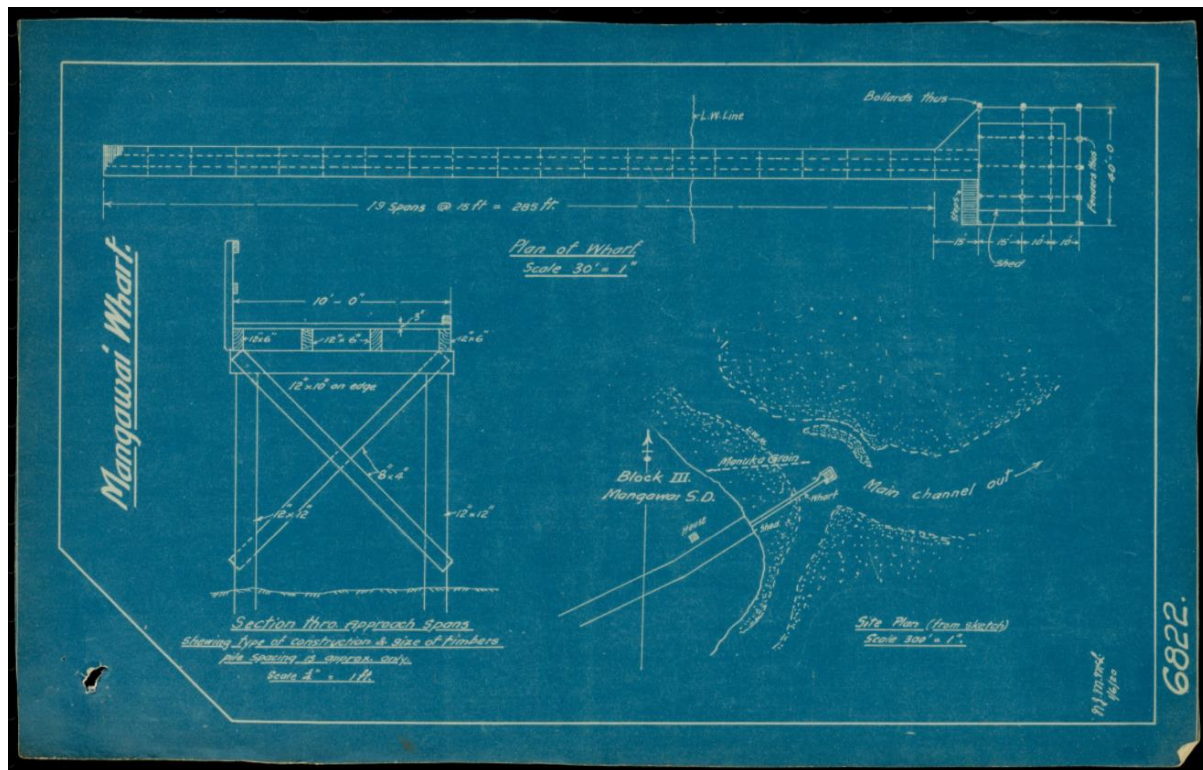 Bollards thus
L.W. Line
19 Spans @ 15 ft = 285 ft.
Steps
Fenders thus
40'-0
15'
15'
10'
10'
Shed
Plan of Wharf
Scale 30' = 1"
Mangawai Wharf.
10' - 0"
3"
12"x6"
12"x6"
12"x6"
12"x10" on edge
6"x4"
12"x12"
12"x12"
Section thro. Approach Spans
Shewing Type of construction & size of timbers
pile spacing is approx. only.
Scale ¼" = 1 ft.
Block III.
Mangawai S.D.
House
Shed
Wharf
Main channel out
Site Plan (from sketch)
Scale 300' = 1".
6822.